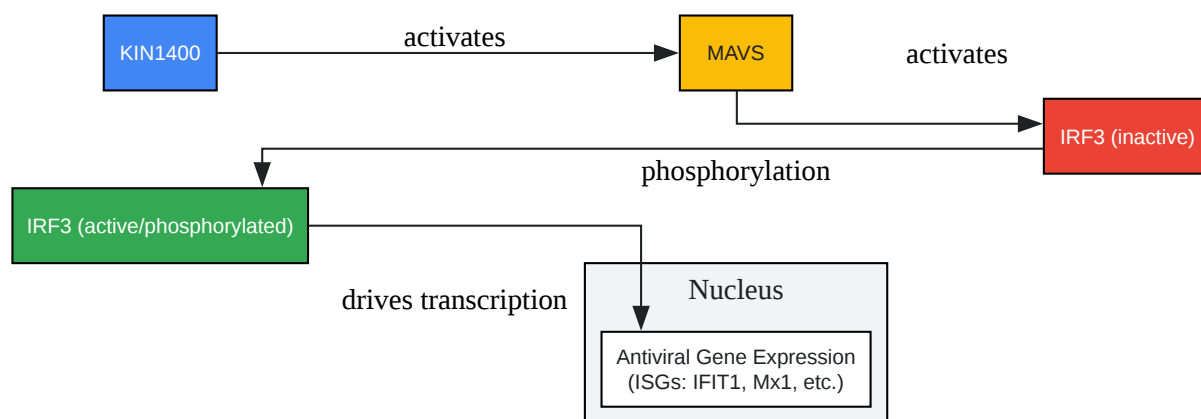 KIN1400
activates
MAVS
activates
IRF3 (inactive)
phosphorylation
IRF3 (active/phosphorylated)
drives transcription
Nucleus
Antiviral Gene Expression
(ISGs: IFIT1, Mx1, etc.)